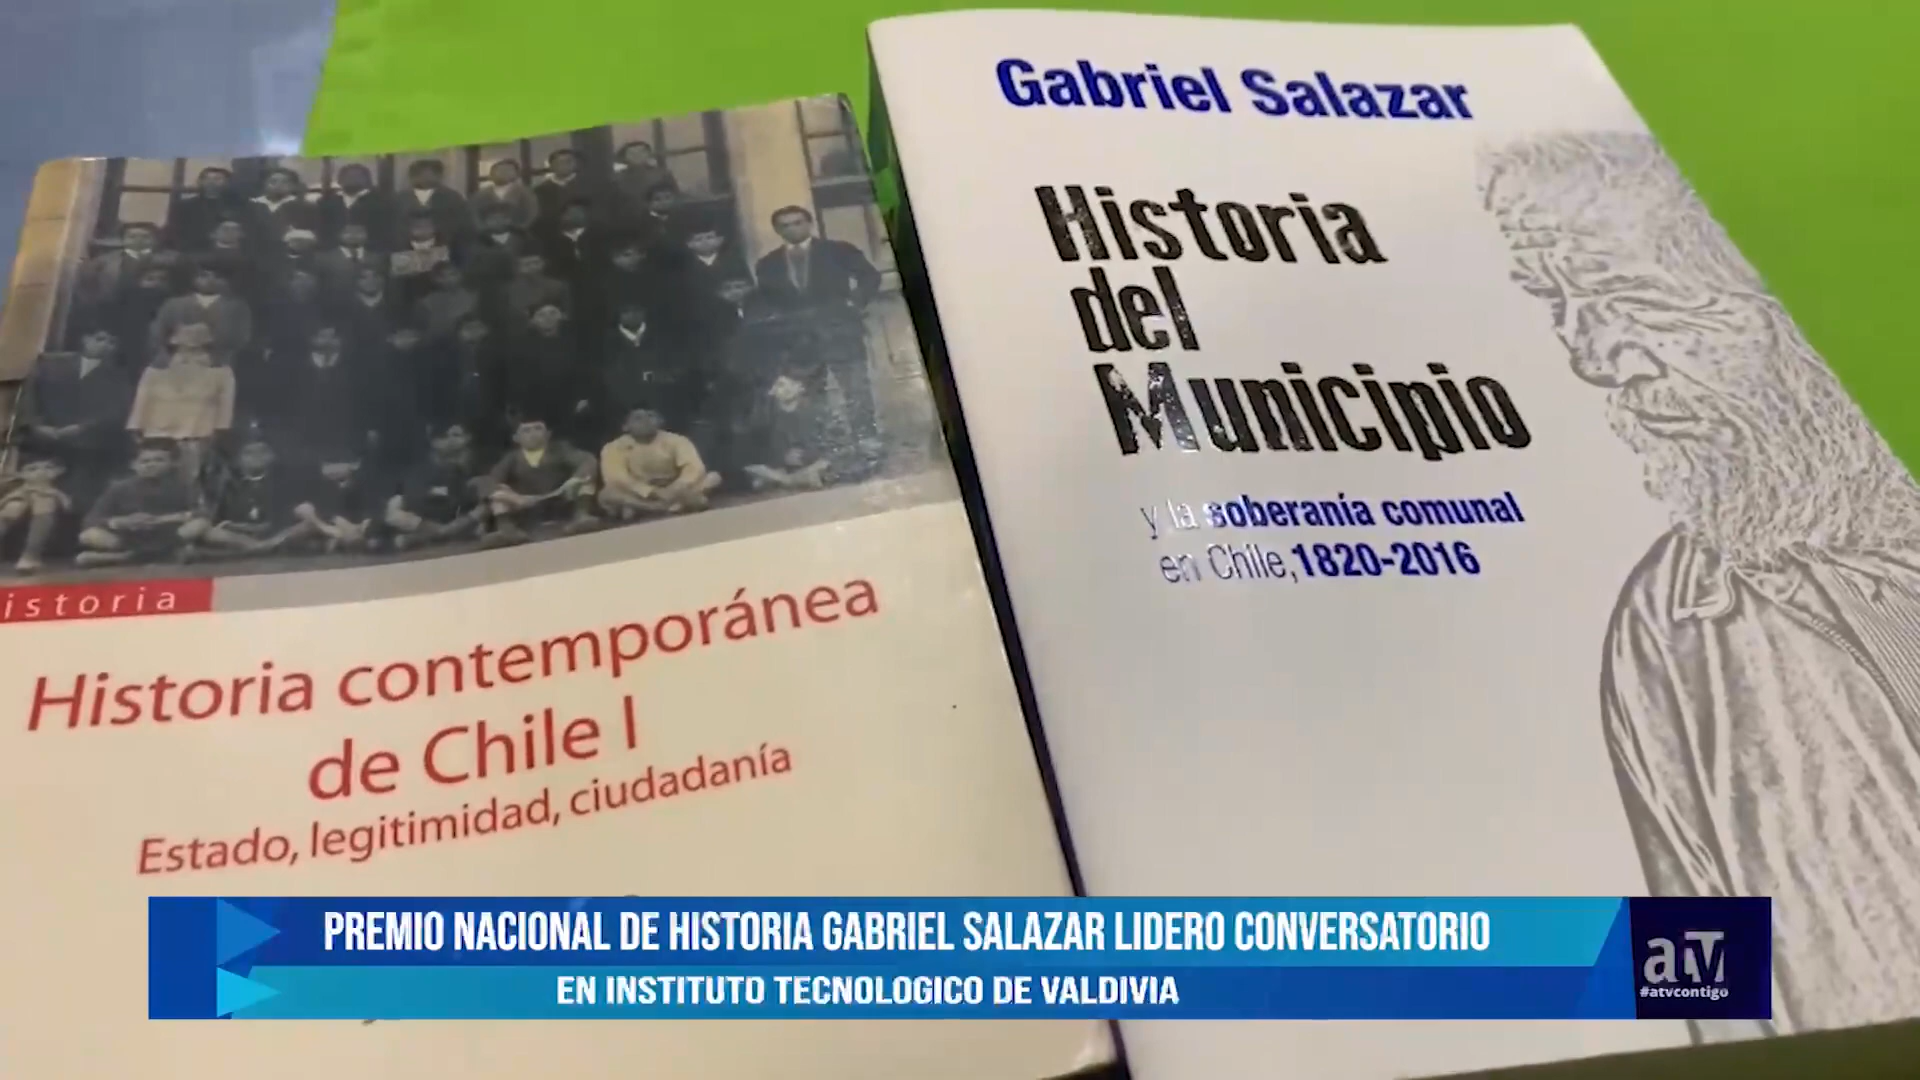 istoria
Historia contemporánea
de Chile I
Estado, legitimidad, ciudadanía
Gabriel Salazar
Historia
del
Municipio
y la soberanía comunal
en Chile, 1820-2016
PREMIO NACIONAL DE HISTORIA GABRIEL SALAZAR LIDERO CONVERSATORIO
EN INSTITUTO TECNOLOGICO DE VALDIVIA
aTV
#atvcontigo